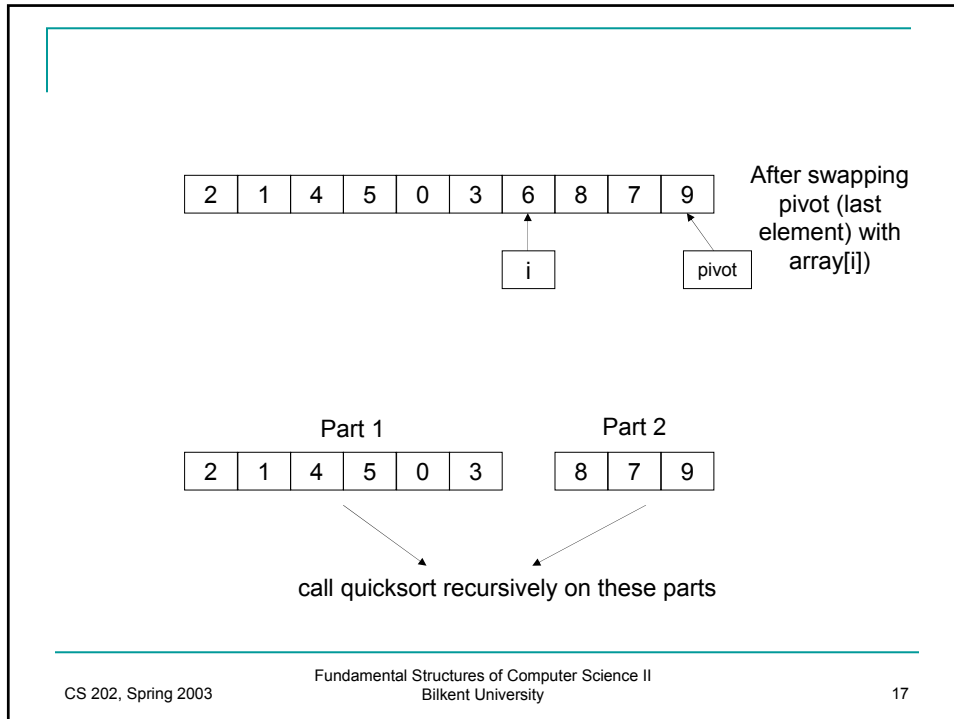 2 1 4 5 0 3 6 8 7 9
After swapping
pivot (last
element) with
array[i])
i
pivot
Part 1
Part 2
2 1 4 5 0 3
8 7 9
call quicksort recursively on these parts
CS 202, Spring 2003
Fundamental Structures of Computer Science II
Bilkent University
17